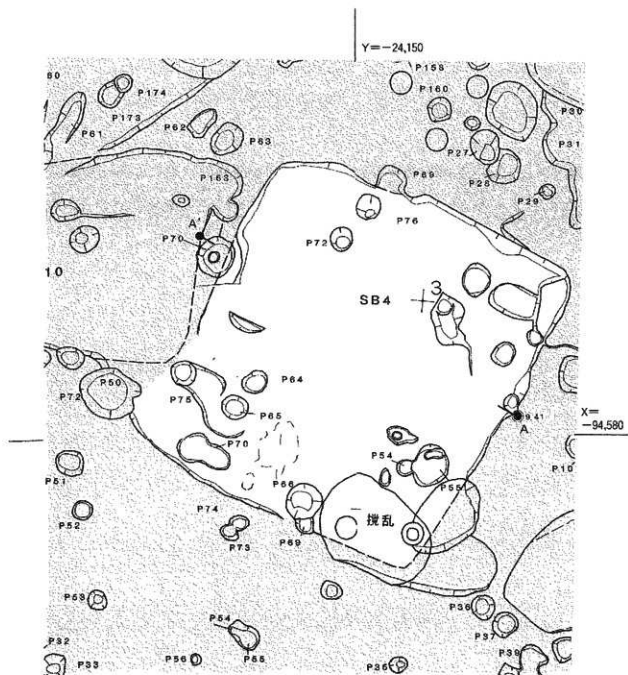 Y=-24,150
P158
P174
P160
P173
P61
P62
P63
P30
P31
P27
P28
P163
P69
P29
A'
P70
P76
P72
10
SB4
3
P50
P72
P75
P64
P65
P70
9.41
A
X=
-94,580
P54
P55
P51
P66
P52
P74
P73
P69
撹乱
P53
P36
P37
P54
P32
P33
P56
P55
P35
P39